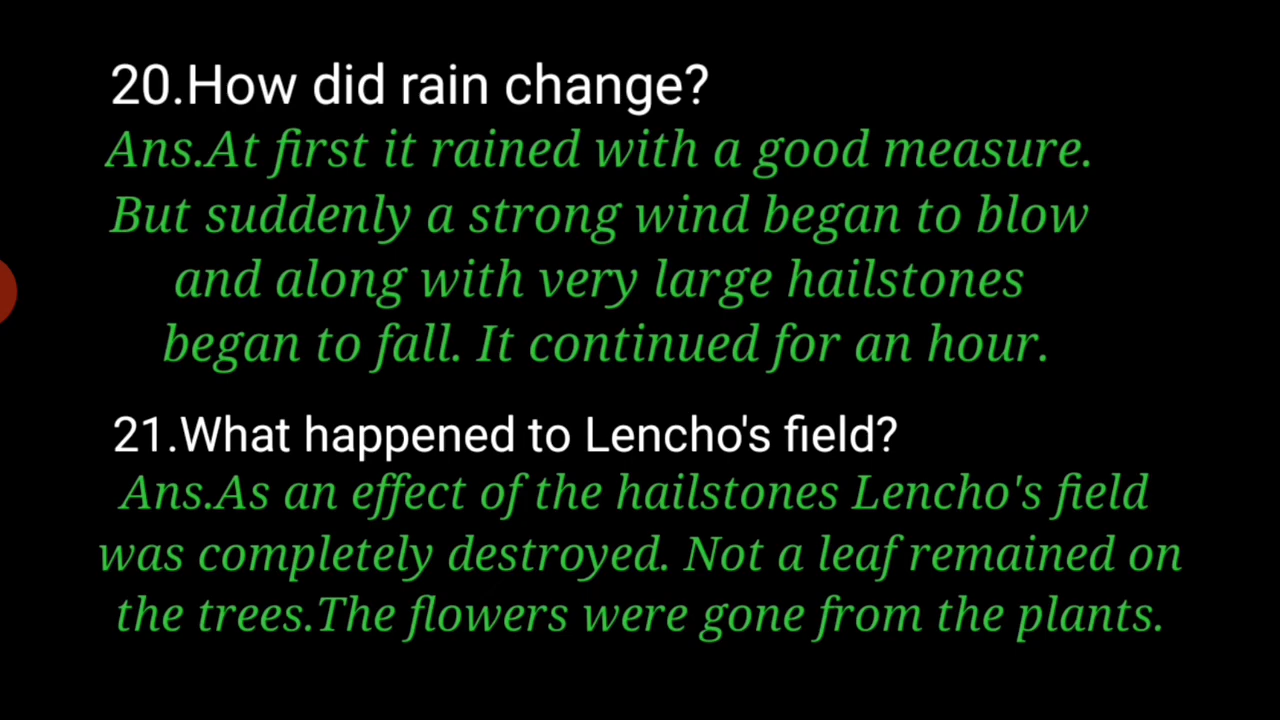 20.How did rain change?
Ans.At first it rained with a good measure.
But suddenly a strong wind began to blow
and along with very large hailstones
began to fall. It continued for an hour.
21.What happened to Lencho's field?
Ans.As an effect of the hailstones Lencho's field
was completely destroyed. Not a leaf remained on
the trees.The flowers were gone from the plants.